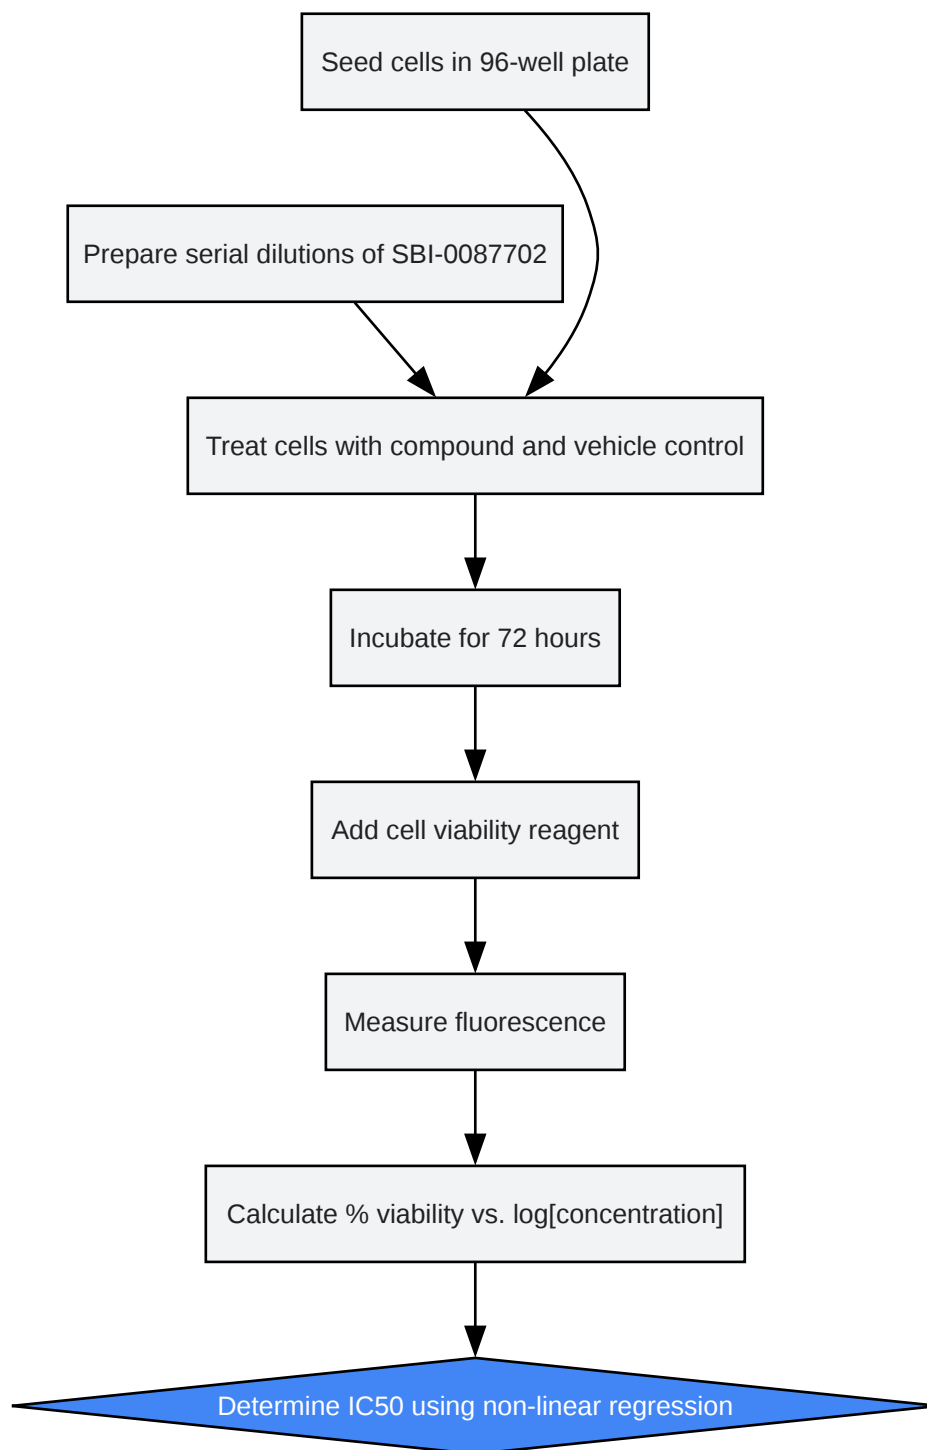 Seed cells in 96-well plate
Prepare serial dilutions of SBI-0087702
Treat cells with compound and vehicle control
Incubate for 72 hours
Add cell viability reagent
Measure fluorescence
Calculate % viability vs. log[concentration]
Determine IC50 using non-linear regression